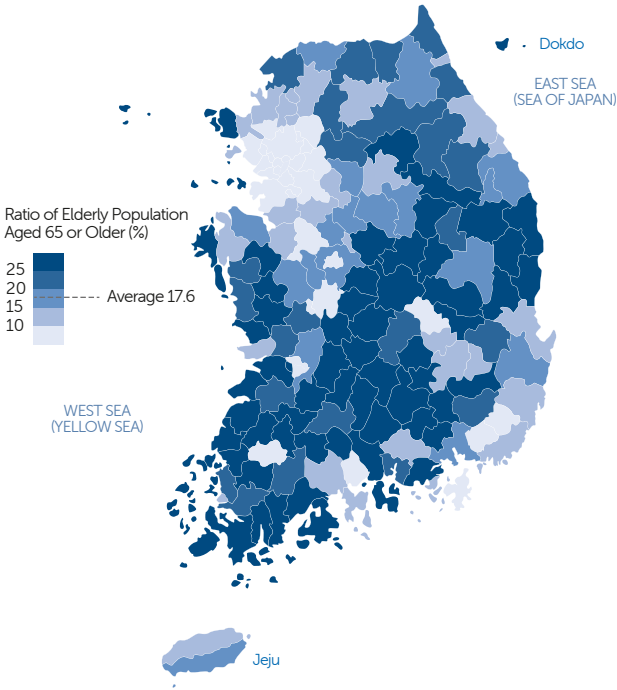 Dokdo
EAST SEA
(SEA OF JAPAN)
Ratio of Elderly Population
Aged 65 or Older (%)
25
20
15
10
Average 17.6
WEST SEA
(YELLOW SEA)
Jeju